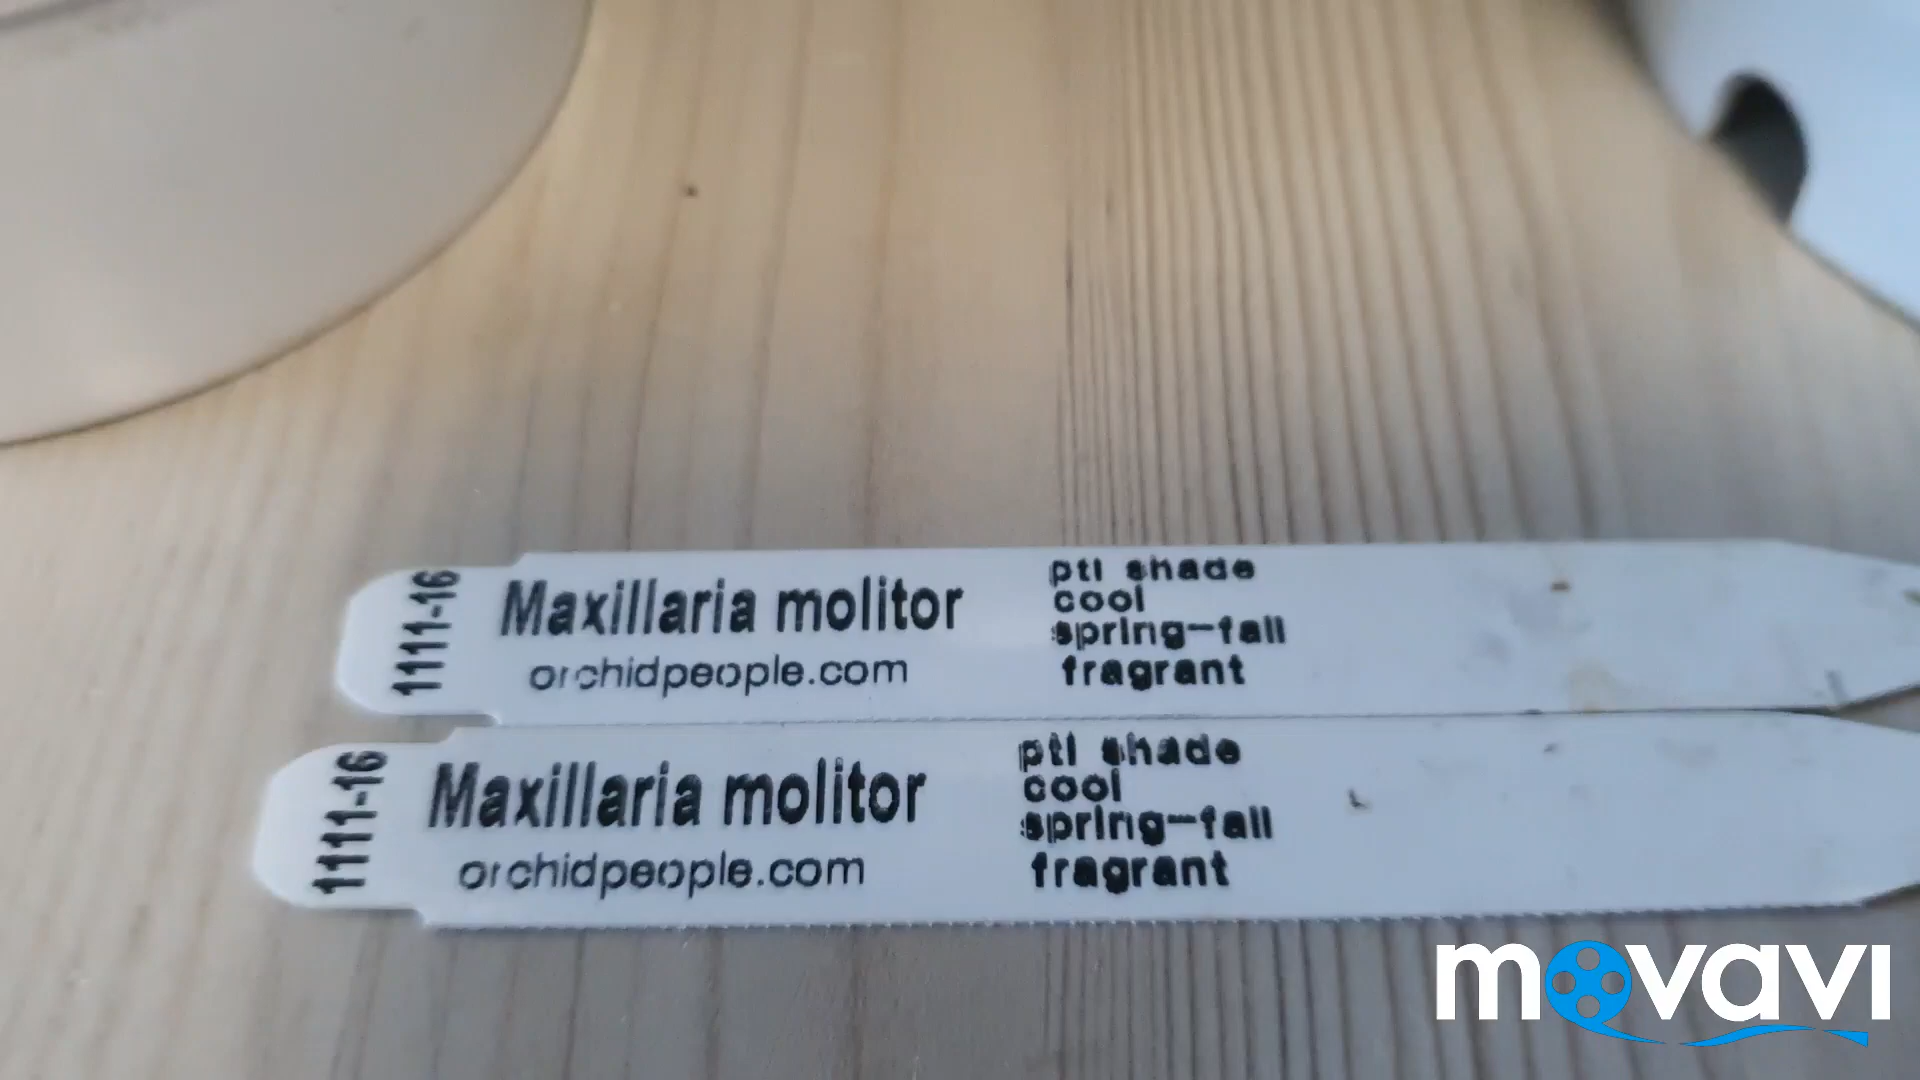 1111-16
Maxillaria molitor
orchidpeople.com
ptl shade
cool
spring-fall
fragrant
1111-16
Maxillaria molitor
orchidpeople.com
ptl shade
cool
spring-fall
fragrant
movavi